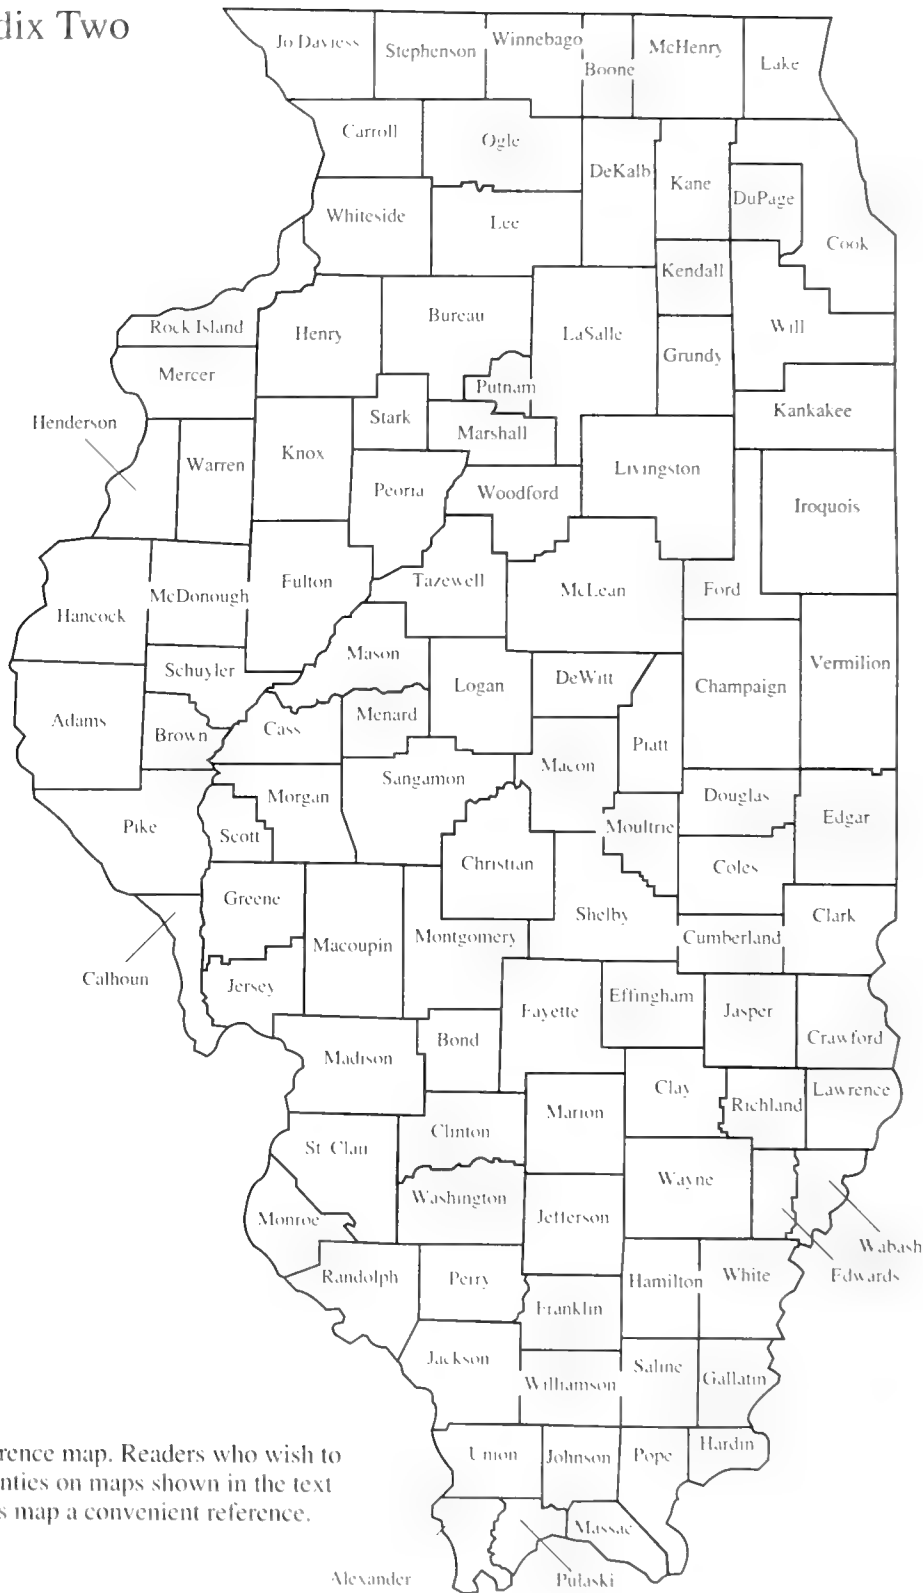 dix Two
Jo Daviess
Stephenson
Winnebago
Boone
McHenry
Lake
Carroll
Ogle
DeKalb
Kane
DuPage
Cook
Whiteside
Lee
Kendall
Rock Island
Henry
Bureau
LaSalle
Will
Grundy
Mercer
Putnam
Kankakee
Henderson
Stark
Marshall
Warren
Knox
Livingston
Peoria
Woodford
Iroquois
Hancock
McDonough
Fulton
Tazewell
McLean
Ford
Schuyler
Mason
Logan
DeWitt
Champaign
Vermilion
Adams
Brown
Cass
Menard
Piatt
Macon
Sangamon
Morgan
Douglas
Pike
Scott
Moultrie
Edgar
Christian
Coles
Greene
Shelby
Clark
Macoupin
Montgomery
Cumberland
Calhoun
Jersey
Fayette
Effingham
Jasper
Crawford
Madison
Bond
Clay
Richland
Lawrence
Marion
St. Clair
Clinton
Wayne
Washington
Jefferson
Monroe
Wabash
Edwards
Randolph
Perry
Hamilton
White
Franklin
Jackson
Williamson
Saline
Gallatin
Union
Johnson
Pope
Hardin
Massac
Alexander
Pulaski
rence map. Readers who wish to
nties on maps shown in the text
s map a convenient reference.